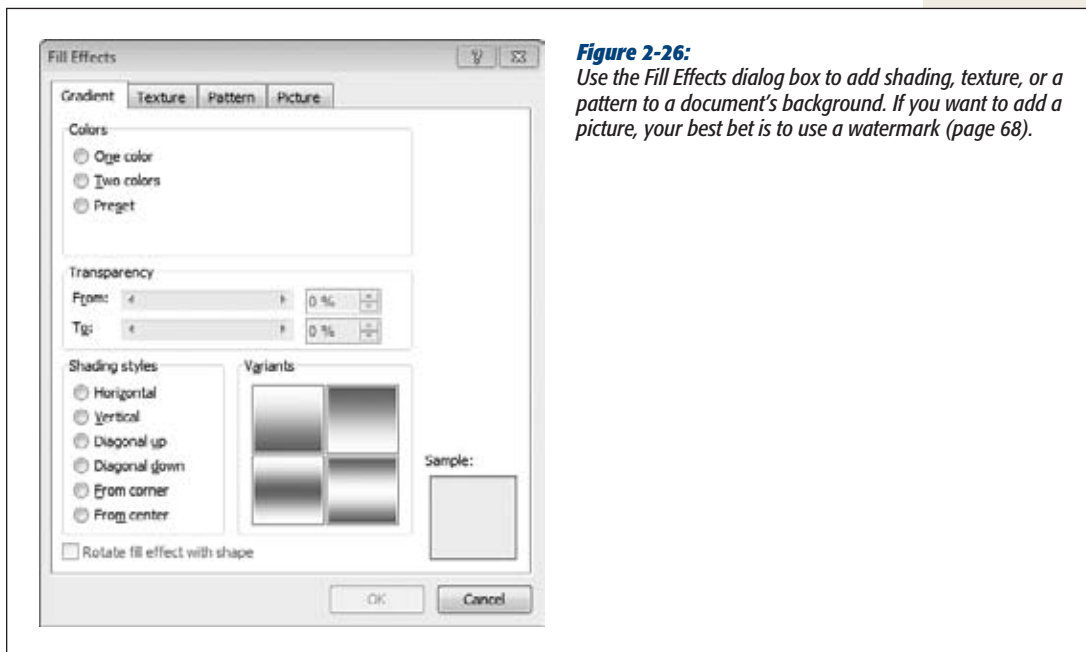 Fill Effects
Gradient Texture Pattern Picture
Colors
One color
Two colors
Preset
Transparency
From: 0 %
To: 0 %
Shading styles
Horizontal
Vertical
Diagonal up
Diagonal down
From corner
From center
Variants
Sample:
Rotate fill effect with shape
OK Cancel
Figure 2-26:
Use the Fill Effects dialog box to add shading, texture, or a
pattern to a document's background. If you want to add a
picture, your best bet is to use a watermark (page 68).